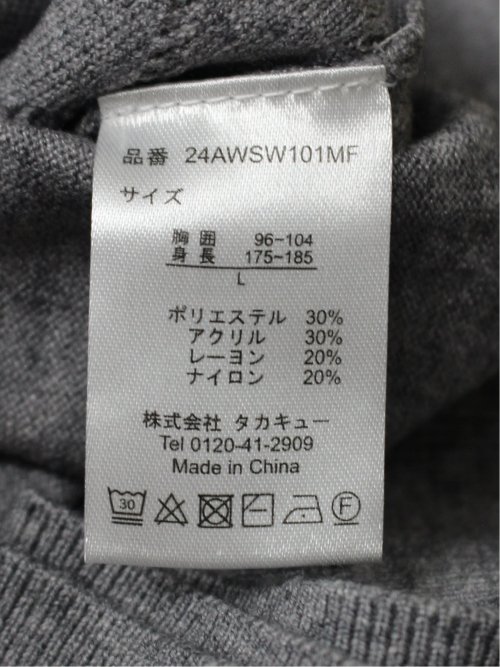 品番 24AWSW101MF
サイズ
胸囲 96~104
身長 175~185
L
ポリエステル 30%
アクリル 30%
レーヨン 20%
ナイロン 20%
株式会社 タカキュー
Tel 0120-41-2909
Made in China
30 F